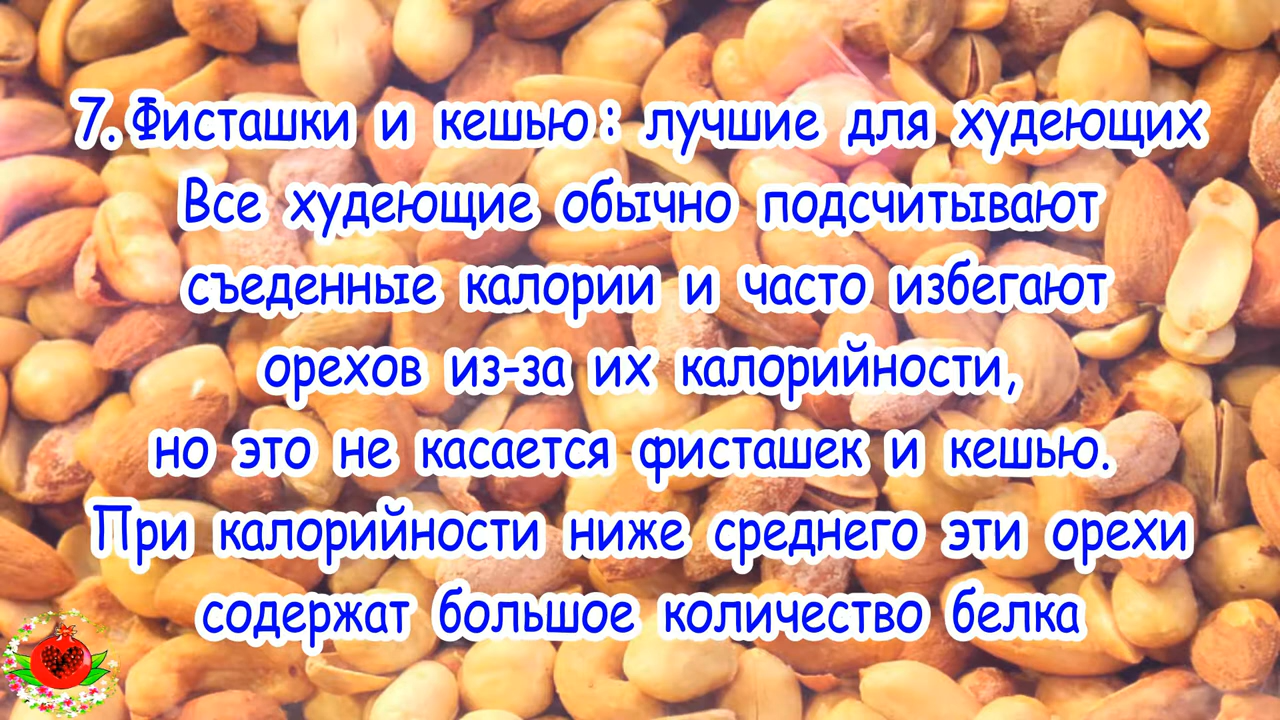 7. Фисташки и кешью: лучшие для худеющих
Все худеющие обычно подсчитывают
съеденные калории и часто избегают
орехов из-за их калорийности,
но это не касается фисташек и кешью.
При калорийности ниже среднего эти орехи
содержат большое количество белка